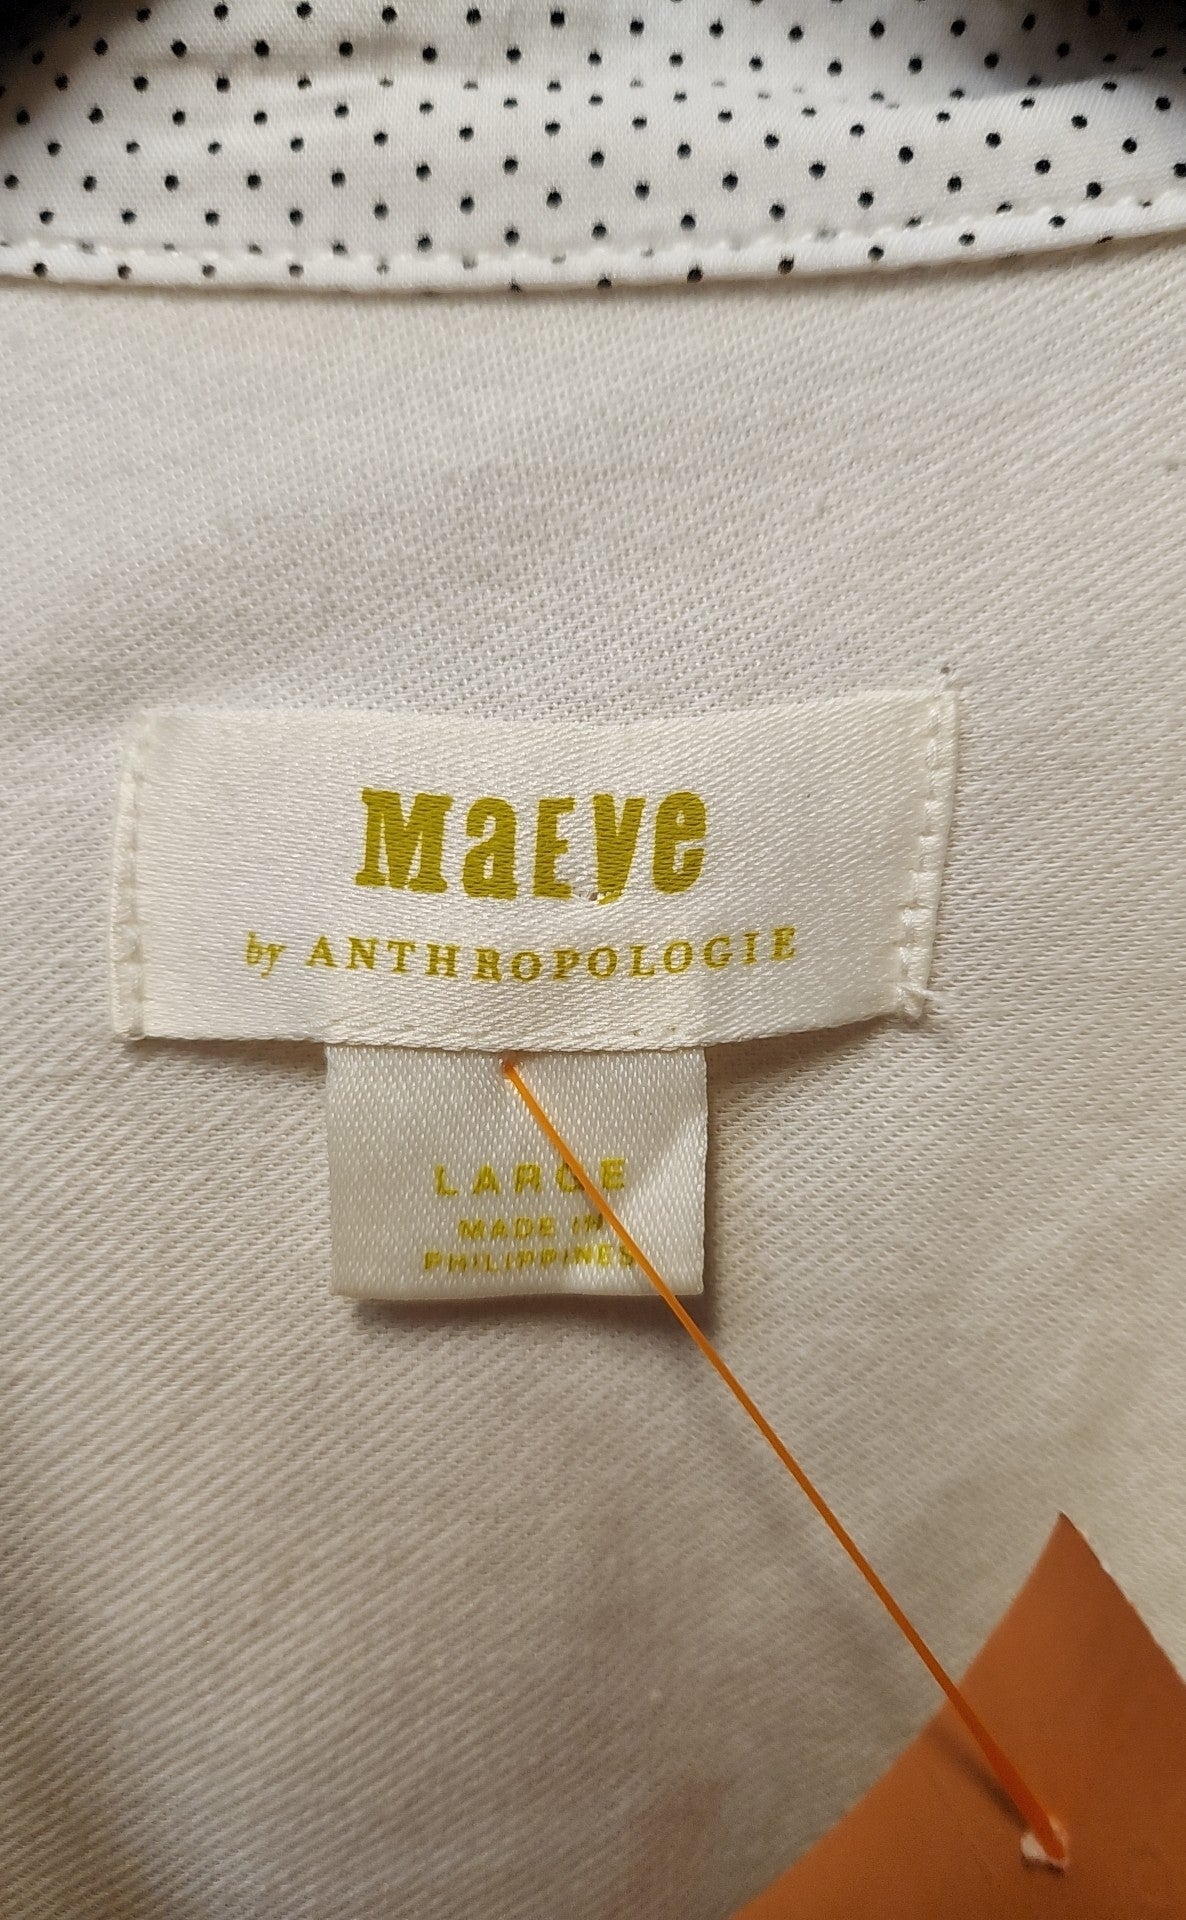 MaEVe
by ANTHROPOLOGIE
LARGE
MADE IN
PHILIPPINES